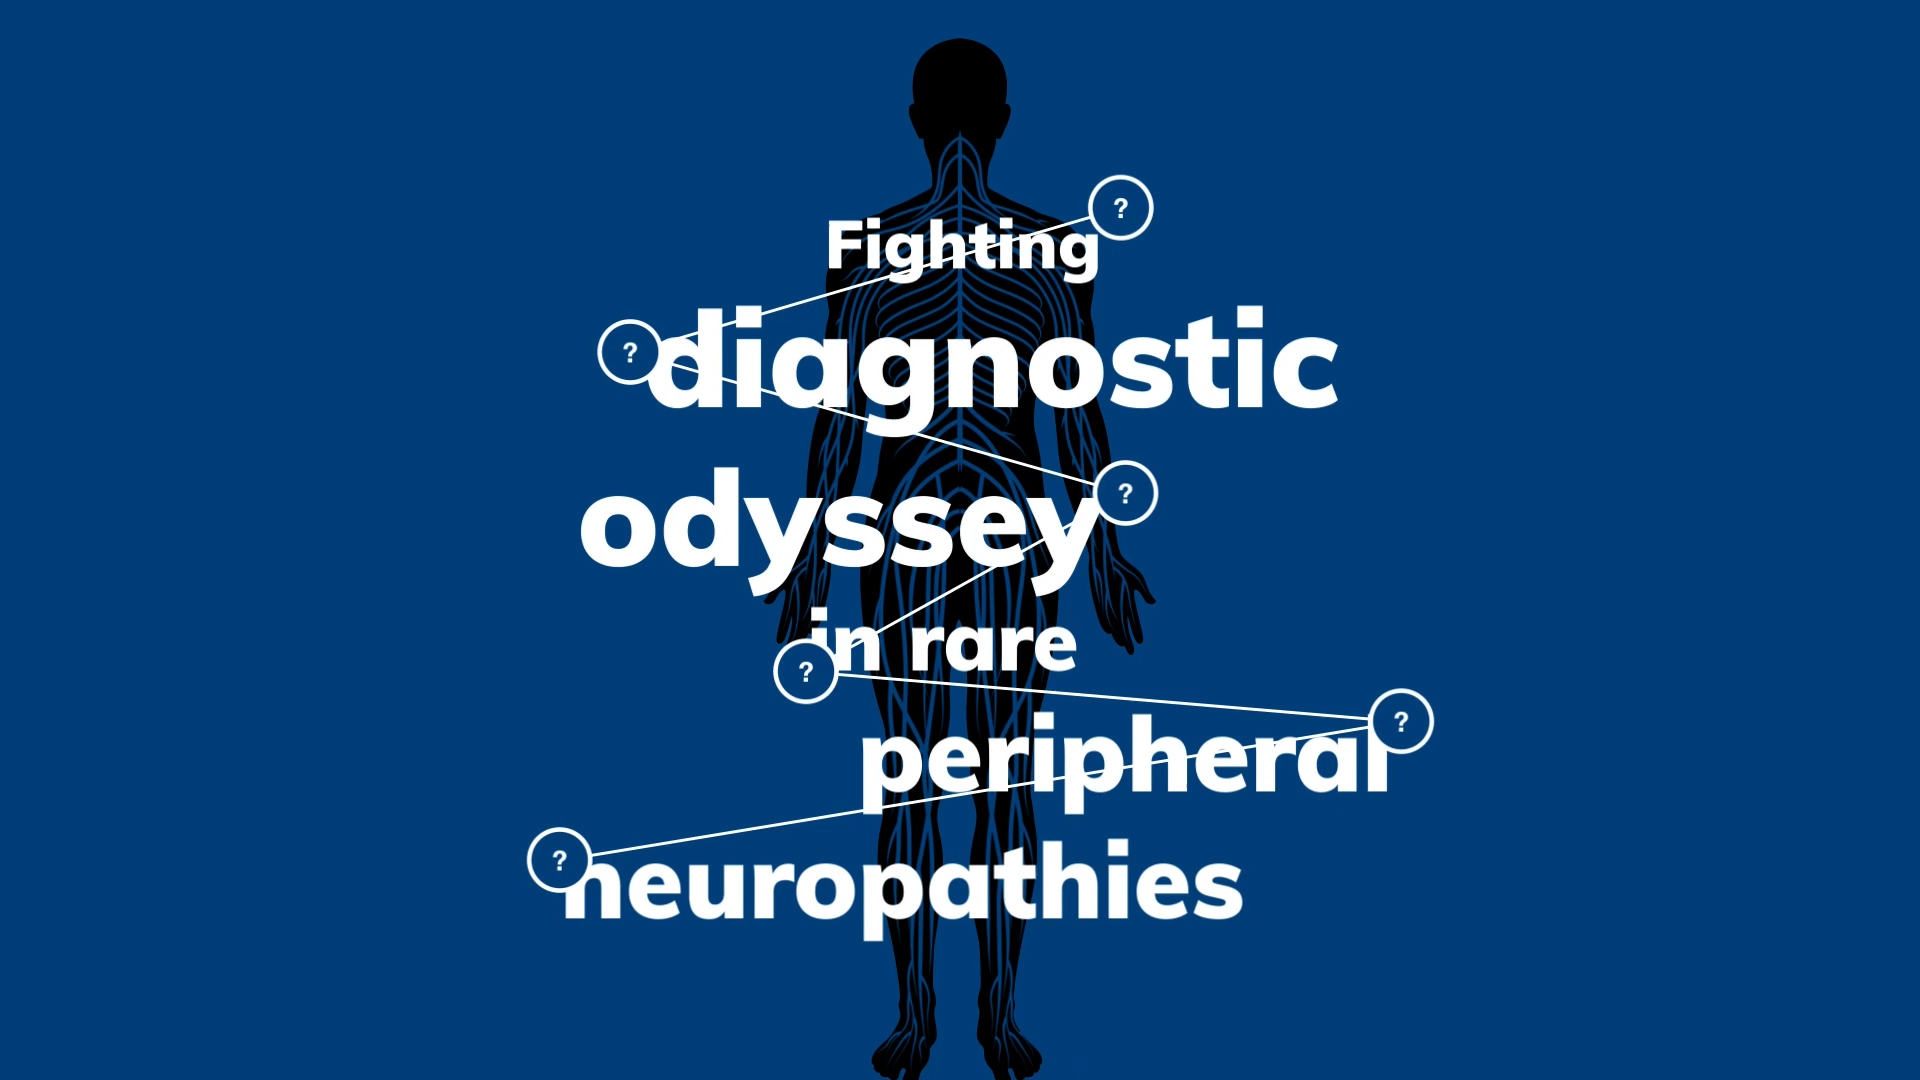 ?
Fighting
?
diagnostic
?
odyssey
in rare
?
?
peripheral
?
neuropathies